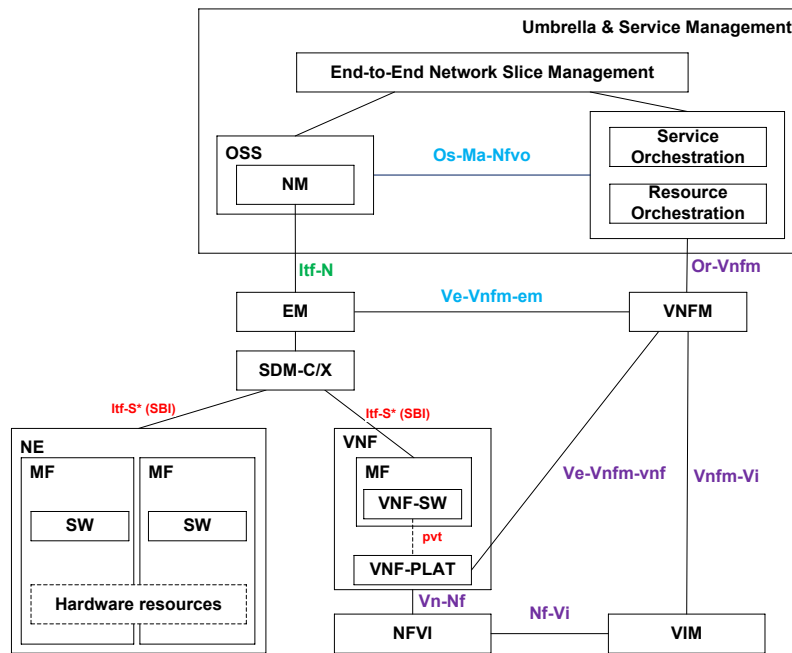 Umbrella & Service Management
End-to-End Network Slice Management
OSS
NM
Os-Ma-Nfvo
Service
Orchestration
Resource
Orchestration
Itf-N
Or-Vnfm
EM
Ve-Vnfm-em
VNFM
SDM-C/X
Itf-S* (SBI)
Itf-S* (SBI)
NE
MF
SW
MF
SW
Hardware resources
VNF
MF
VNF-SW
pvt
VNF-PLAT
Ve-Vnfm-vnf
Vnfm-Vi
Vn-Nf
NFVI
Nf-Vi
VIM